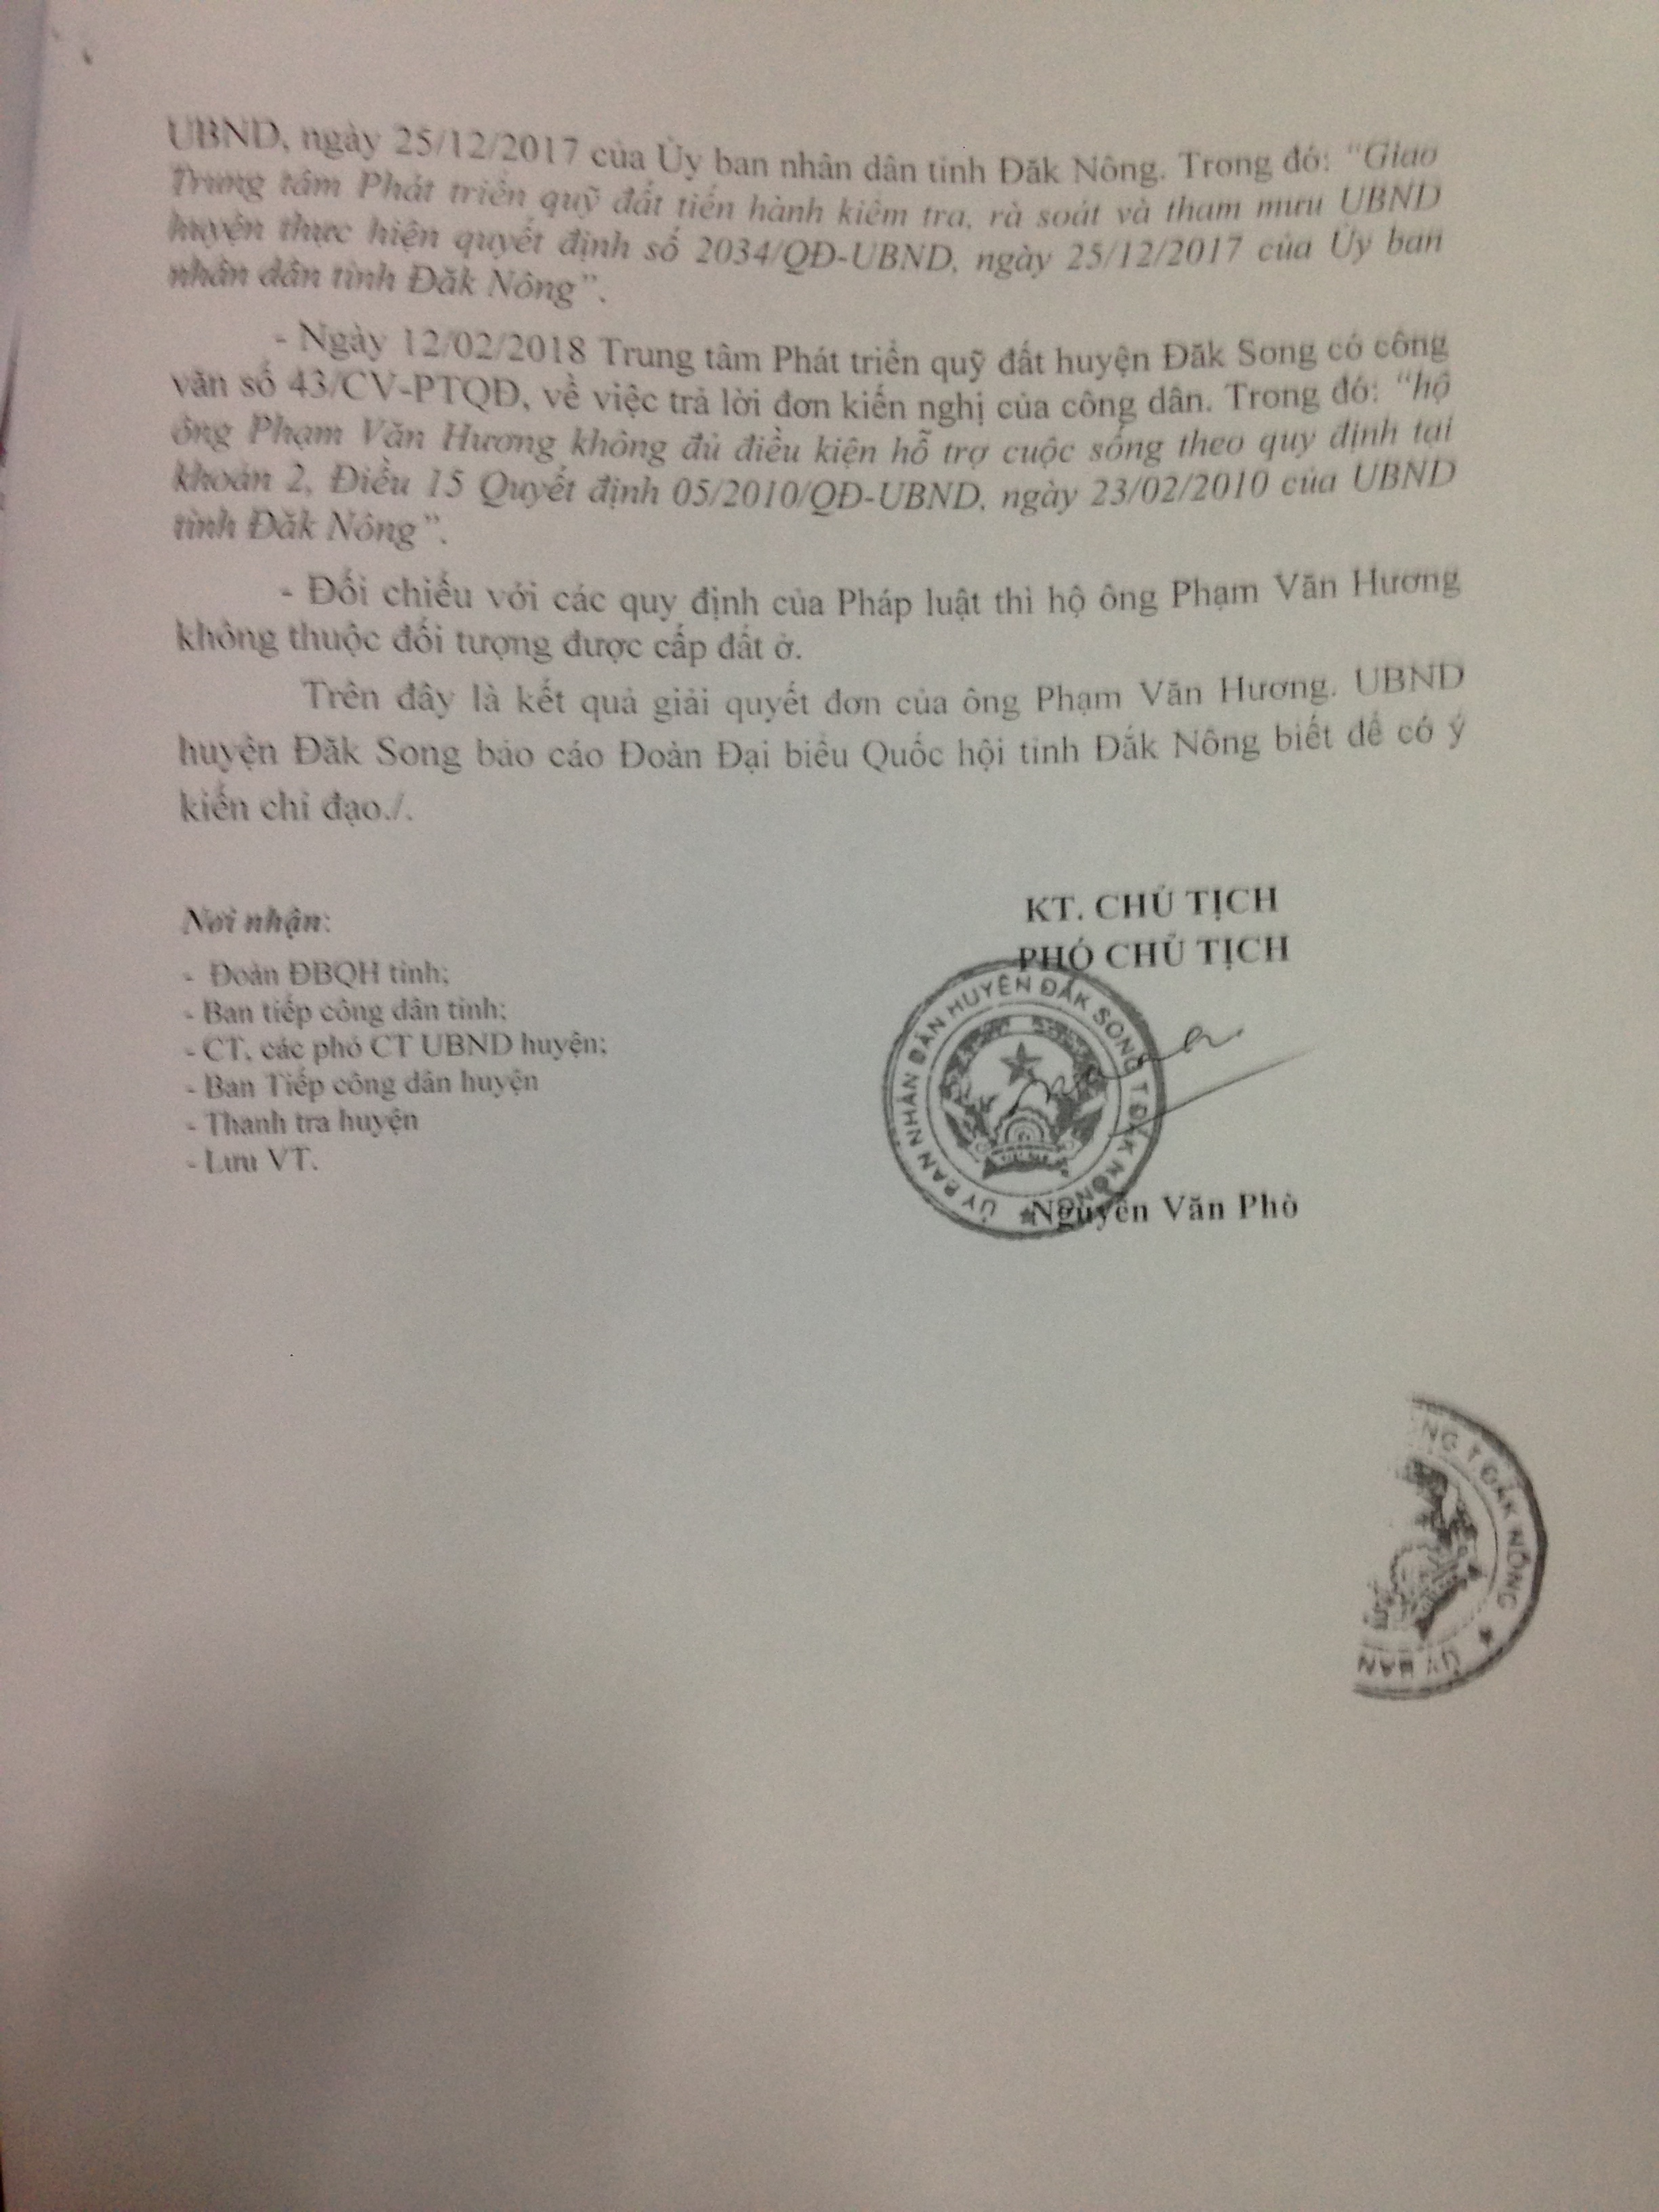 UBND, ngày 25/12/2017 của Ủy ban nhân dân tỉnh Đăk Nông. Trong đó: "Giao
Trung tâm Phát triển quỹ đất tiến hành kiểm tra, rà soát và tham mưu UBND
huyện thực hiện quyết định số 2034/QĐ-UBND, ngày 25/12/2017 của Ủy ban
nhân dân tỉnh Đăk Nông".
- Ngày 12/02/2018 Trung tâm Phát triển quỹ đất huyện Đăk Song có công
văn số 43/CV-PTQĐ, về việc trả lời đơn kiến nghị của công dân. Trong đó: "hộ
ông Phạm Văn Hương không đủ điều kiện hỗ trợ cuộc sống theo quy định tại
khoản 2, Điều 15 Quyết định 05/2010/QĐ-UBND, ngày 23/02/2010 của UBND
tỉnh Đăk Nông".
- Đối chiếu với các quy định của Pháp luật thì hộ ông Phạm Văn Hương
không thuộc đối tượng được cấp đất ở.
Trên đây là kết quả giải quyết đơn của ông Phạm Văn Hương. UBND
huyện Đăk Song báo cáo Đoàn Đại biểu Quốc hội tỉnh Đắk Nông biết để có ý
kiến chỉ đạo./.
Nơi nhận:
- Đoàn ĐBQH tỉnh;
- Ban tiếp công dân tỉnh;
- CT, các phó CT UBND huyện;
- Ban Tiếp công dân huyện
- Thanh tra huyện
- Lưu VT.
KT. CHỦ TỊCH
PHÓ CHỦ TỊCH
ỦY BAN NHÂN DÂN HUYỆN ĐĂK SONG T ĐĂK NÔNG
Nguyễn Văn Phò
NG T ĐĂK NÔNG
ỦY BAN